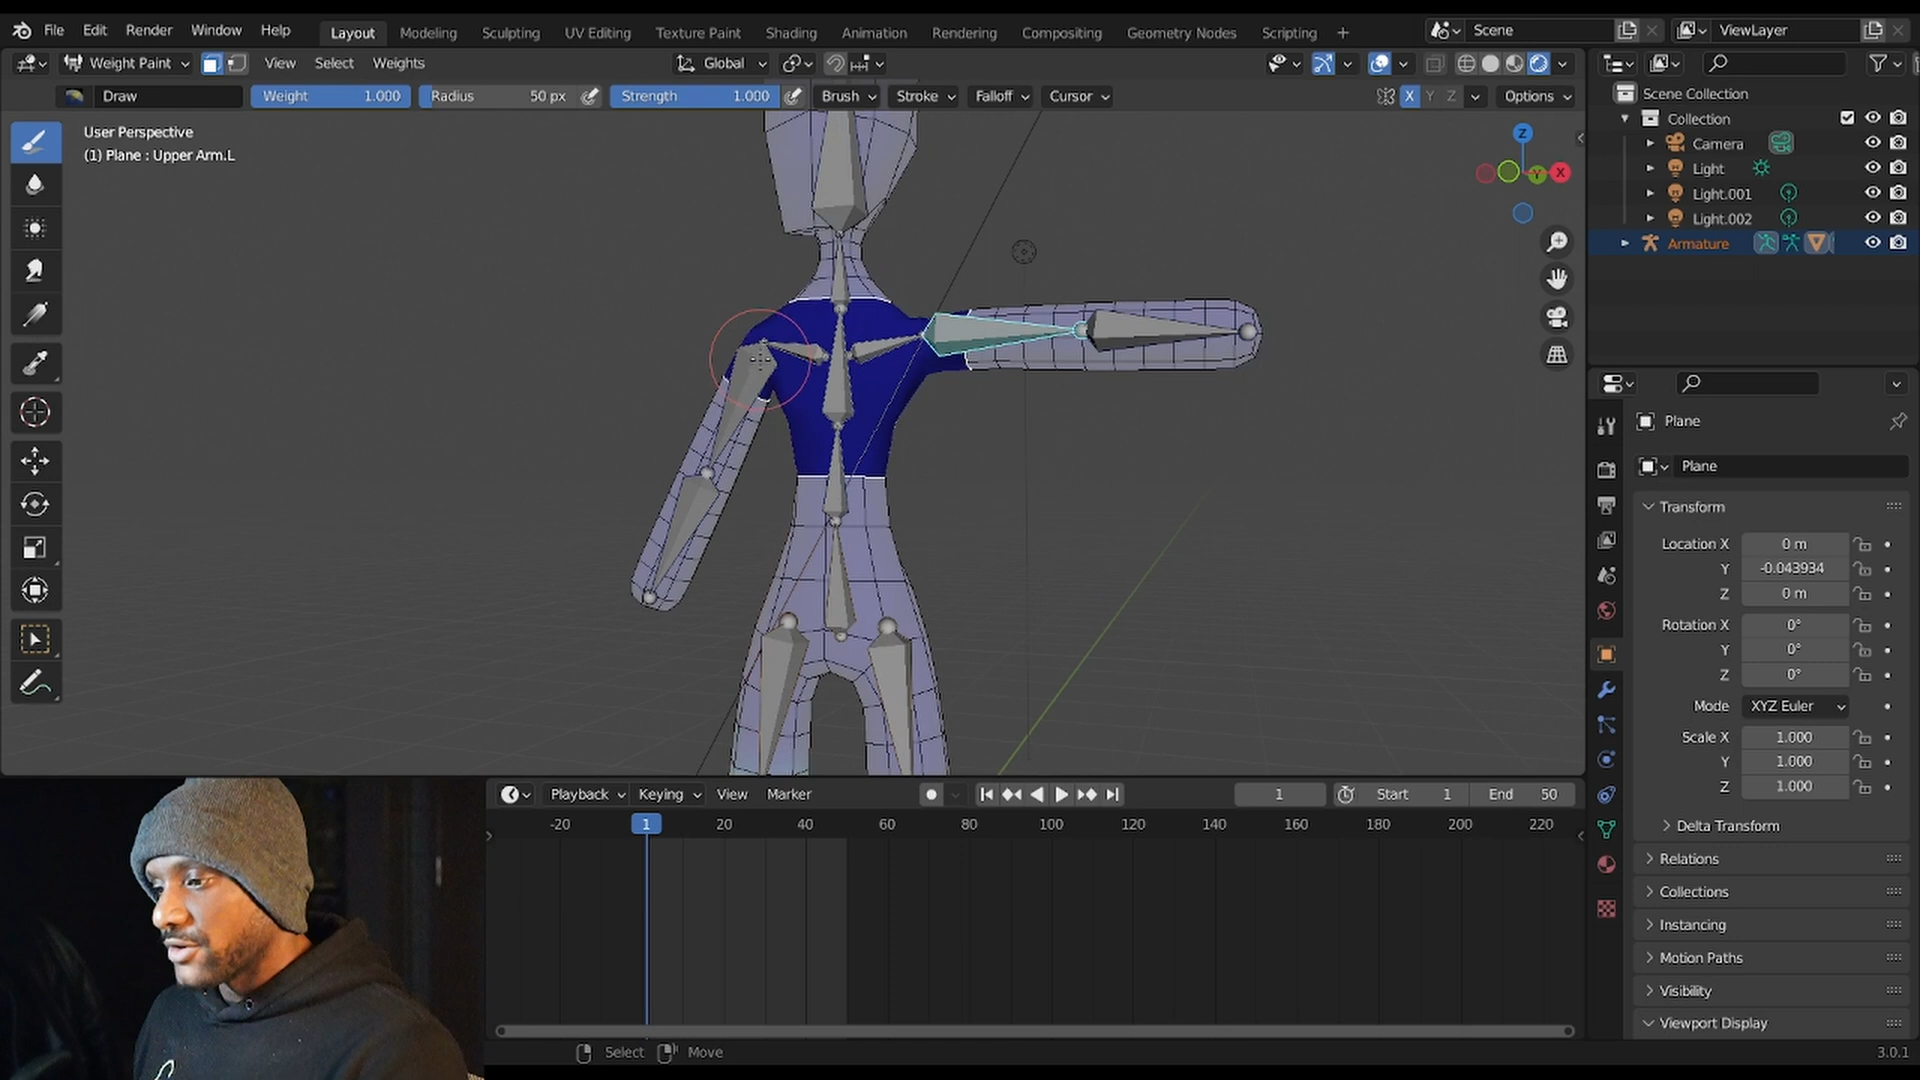 File Edit Render Window Help Layout Modeling Sculpting UV Editing Texture Paint Shading Animation Rendering Compositing Geometry Nodes Scripting + Scene ViewLayer
Weight Paint View Select Weights Global
Draw Weight 1.000 Radius 50 px Strength 1.000 Brush Stroke Falloff Cursor X Y Z Options
User Perspective
(1) Plane : Upper Arm.L
Z
Y
X
Scene Collection
Collection
Camera
Light
Light.001
Light.002
Armature
Plane
Plane
Transform
Location X 0 m
Y -0.043934
Z 0 m
Rotation X 0°
Y 0°
Z 0°
Mode XYZ Euler
Scale X 1.000
Y 1.000
Z 1.000
Delta Transform
Relations
Collections
Instancing
Motion Paths
Visibility
Viewport Display
Playback Keying View Marker 1 Start 1 End 50
-20 1 20 40 60 80 100 120 140 160 180 200 220
Select Move 3.0.1